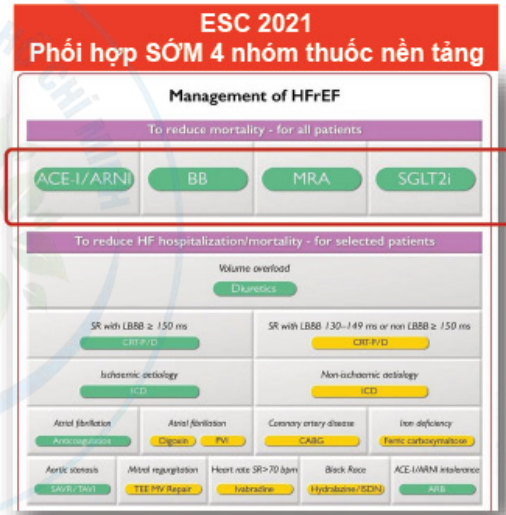 ESC 2021
Phối hợp SỚM 4 nhóm thuốc nền tảng
Management of HFrEF
To reduce mortality - for all patients
ACE-I/ARNI BB MRA SGLT2i
To reduce HF hospitalization/mortality - for selected patients
Volume overload
Diuretics
SR with LBBB ≥ 150 ms SR with LBBB 130–149 ms or non LBBB ≥ 150 ms
CRT-P/D CRT-P/D
Ischaemic aetiology Non-ischaemic aetiology
ICD ICD
Atrial fibrillation Atrial fibrillation Coronary artery disease Iron deficiency
Anticoagulation Digoxin PVI CABG Ferric carboxymaltose
Aortic stenosis Mitral regurgitation Heart rate SR>70 bpm Black Race ACE-I/ARNI intolerance
SAVR/TAVI TEE MV Repair Ivabradine Hydralazine/ISDN ARB
HỒ CHÍ MINH